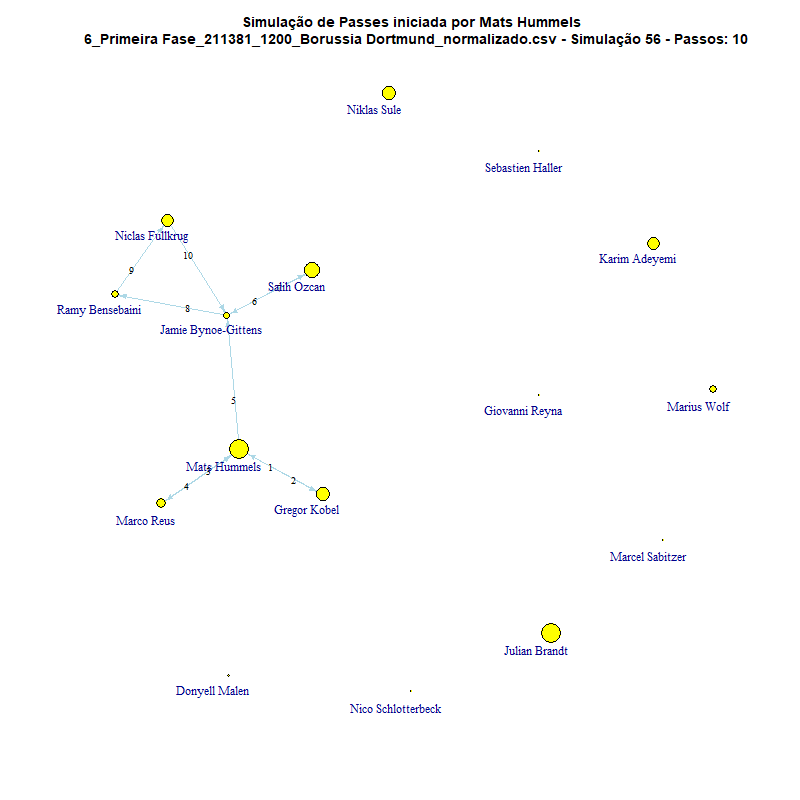 Simulação de Passes iniciada por Mats Hummels
6_Primeira Fase_211381_1200_Borussia Dortmund_normalizado.csv - Simulação 56 - Passos: 10
Niklas Sule
Sebastien Haller
Niclas Fullkrug
10
Karim Adeyemi
9
Salih Ozcan
6
8
Ramy Bensebaini
Jamie Bynoe-Gittens
5
Giovanni Reyna
Marius Wolf
Mats Hummels
3
1
2
4
Gregor Kobel
Marco Reus
Marcel Sabitzer
Julian Brandt
Donyell Malen
Nico Schlotterbeck